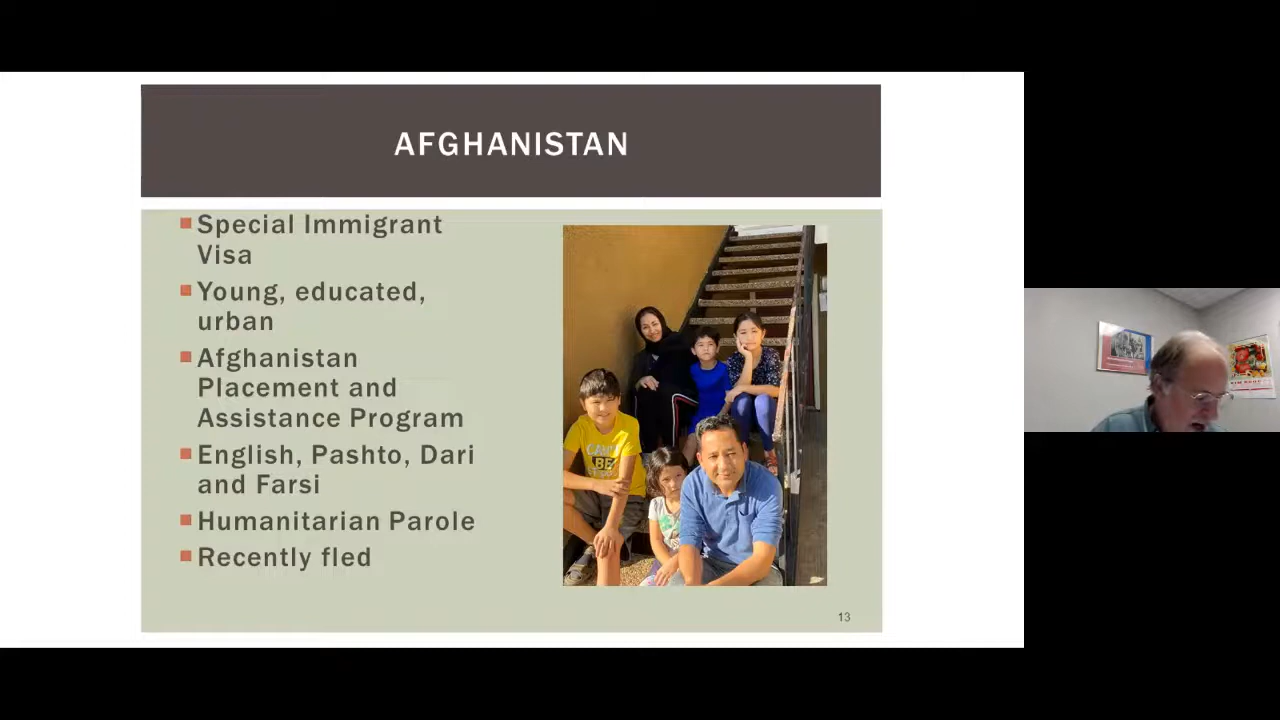 AFGHANISTAN
Special Immigrant
Visa
Young, educated,
urban
Afghanistan
Placement and
Assistance Program
English, Pashto, Dari
and Farsi
Humanitarian Parole
Recently fled
13